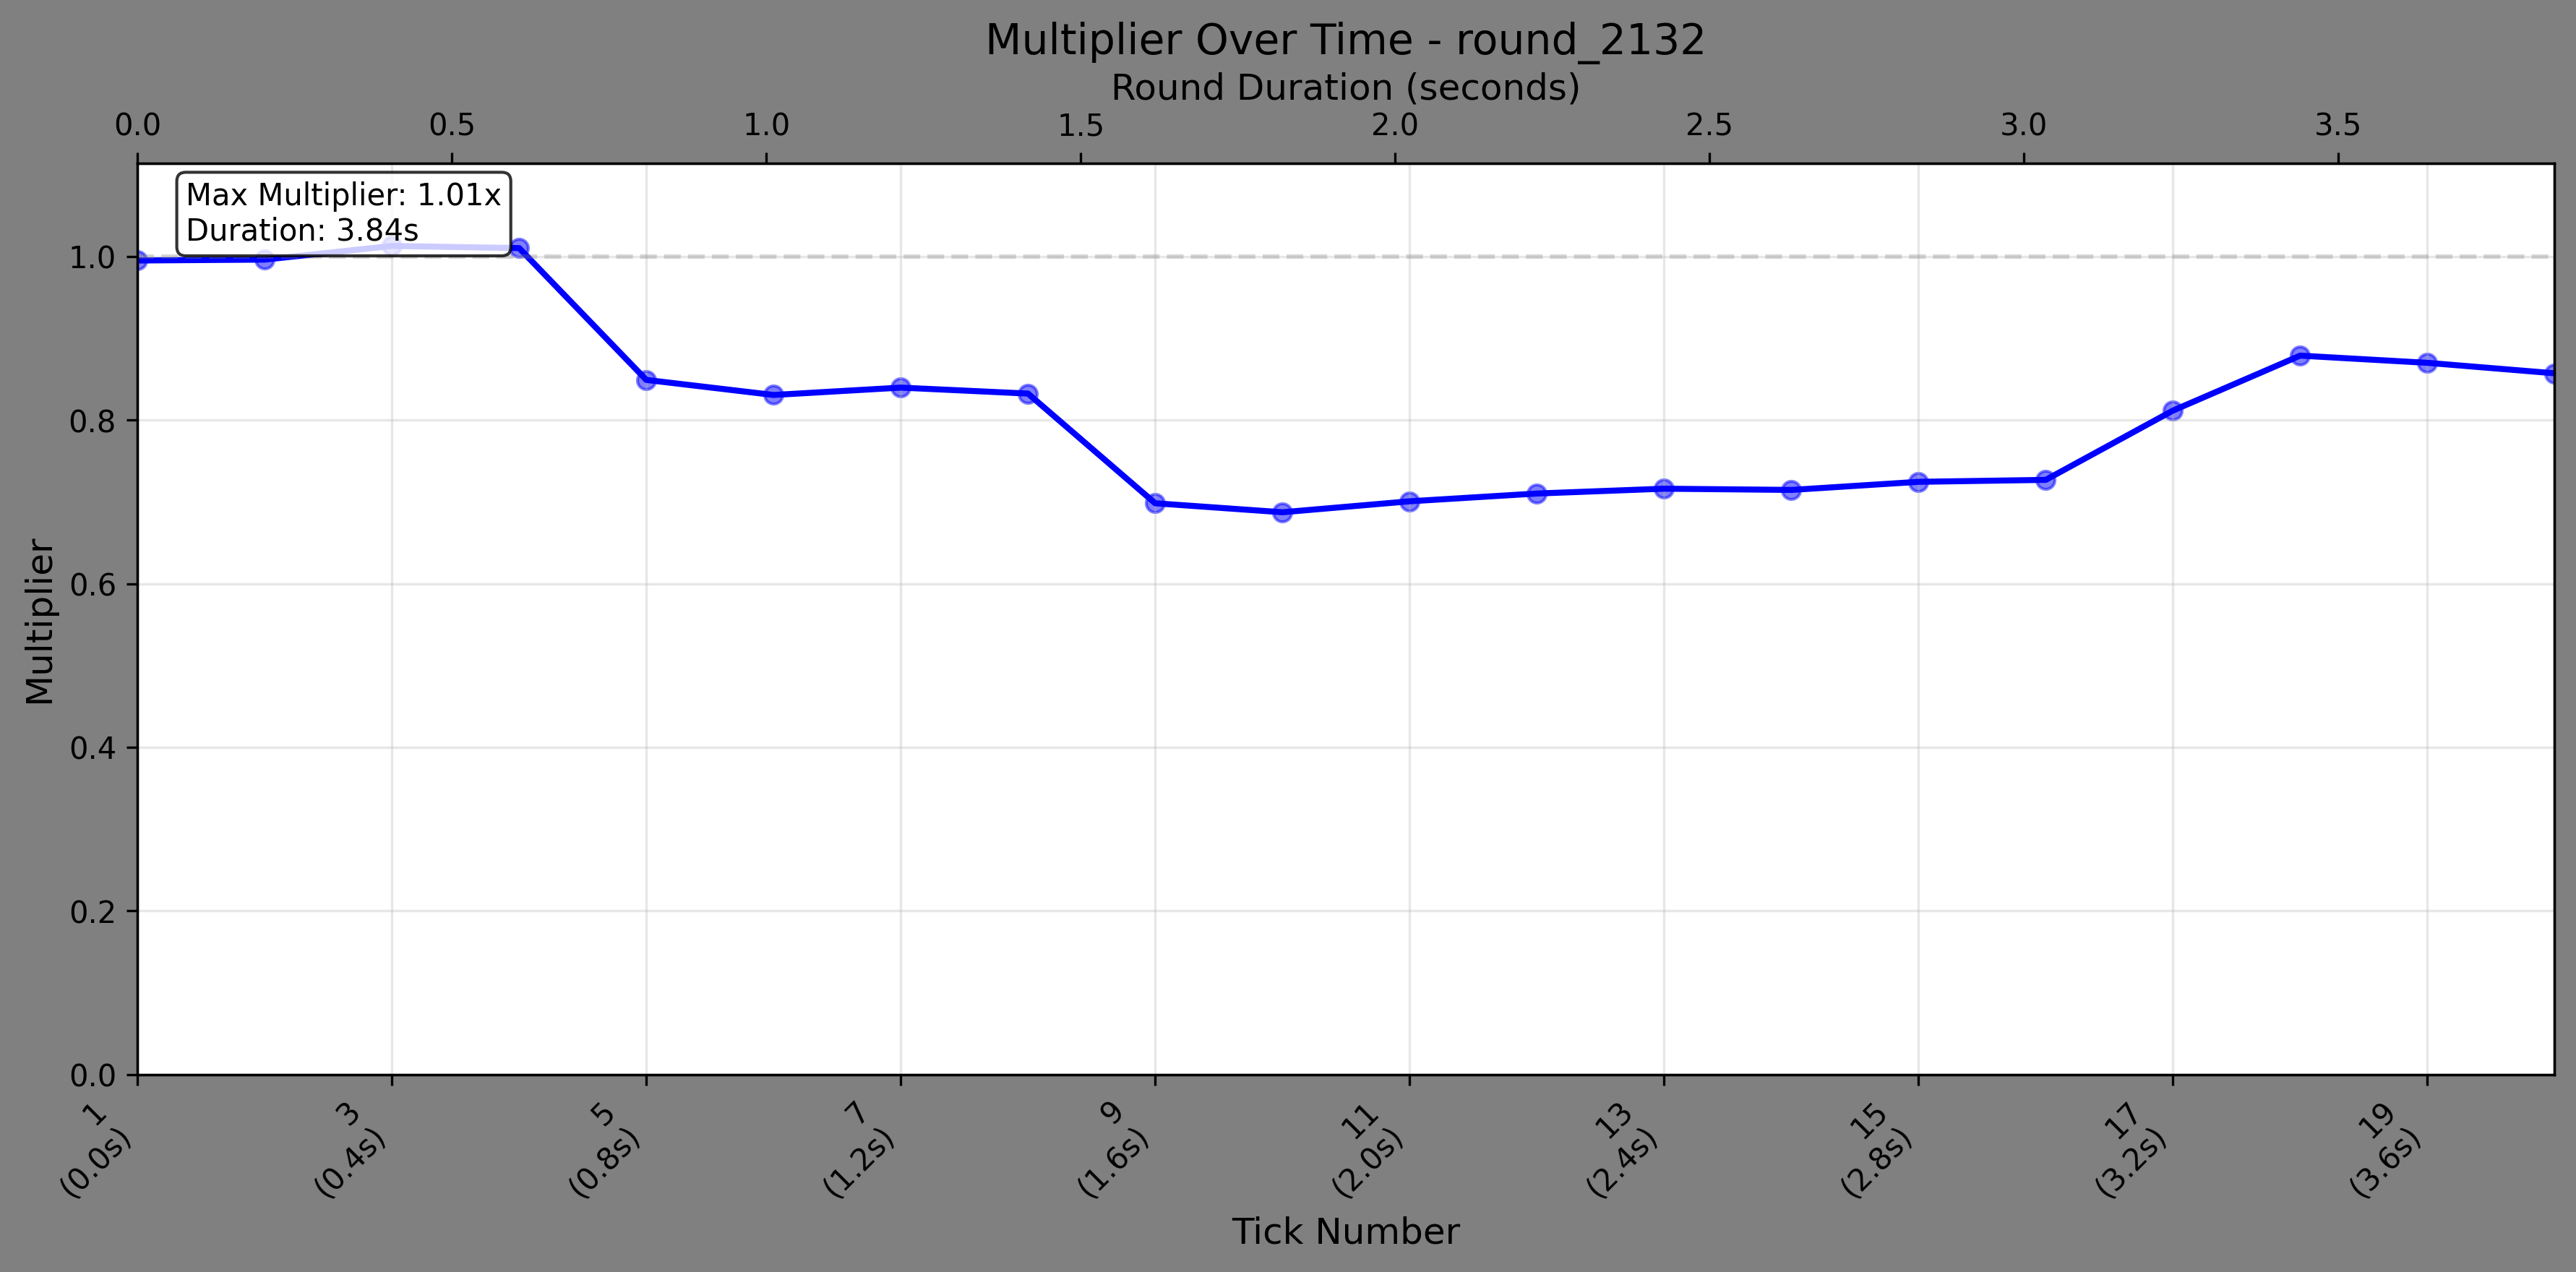 Multiplier Over Time - round_2132
Round Duration (seconds)
0.0 0.5 1.0 1.5 2.0 2.5 3.0 3.5
Max Multiplier: 1.01x
Duration: 3.84s
1.0
0.8
0.6
0.4
0.2
0.0
Multiplier
1 3 5 7 9 11 13 15 17 19
(0.0s) (0.4s) (0.8s) (1.2s) (1.6s) (2.0s) (2.4s) (2.8s) (3.2s) (3.6s)
Tick Number